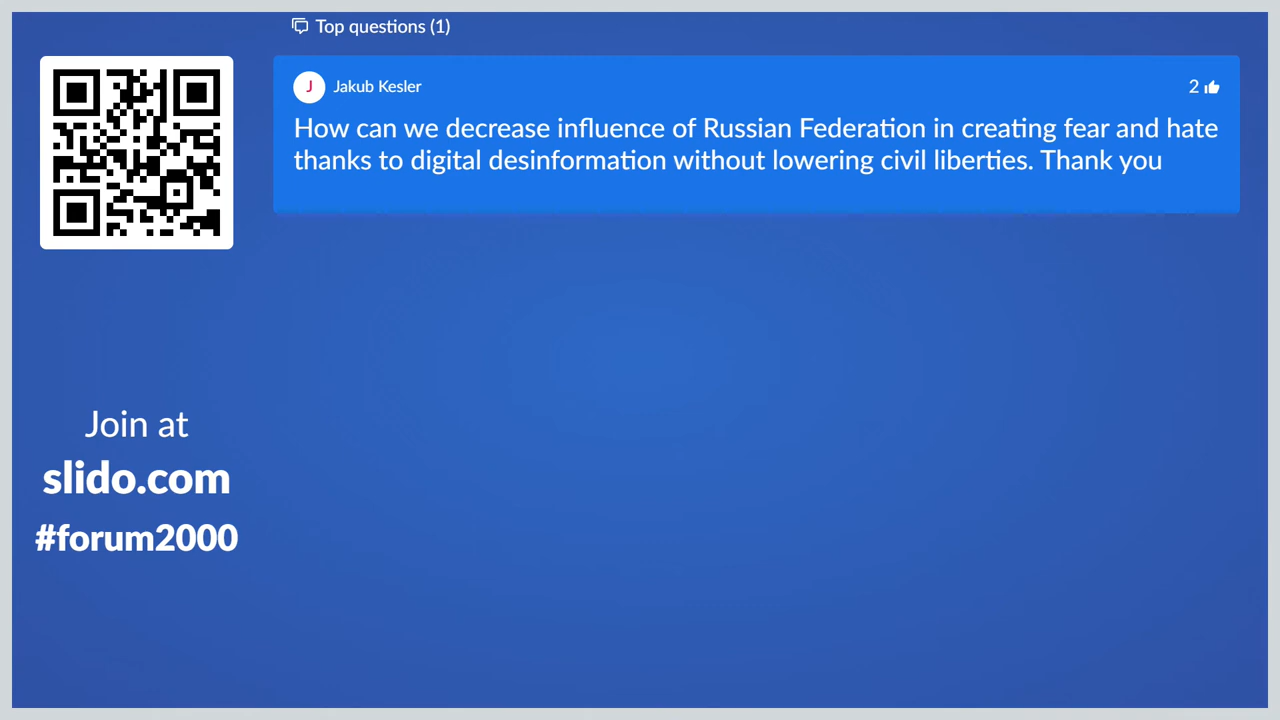 Top questions (1)
J Jakub Kesler 2
How can we decrease influence of Russian Federation in creating fear and hate
thanks to digital desinformation without lowering civil liberties. Thank you
Join at
slido.com
#forum2000